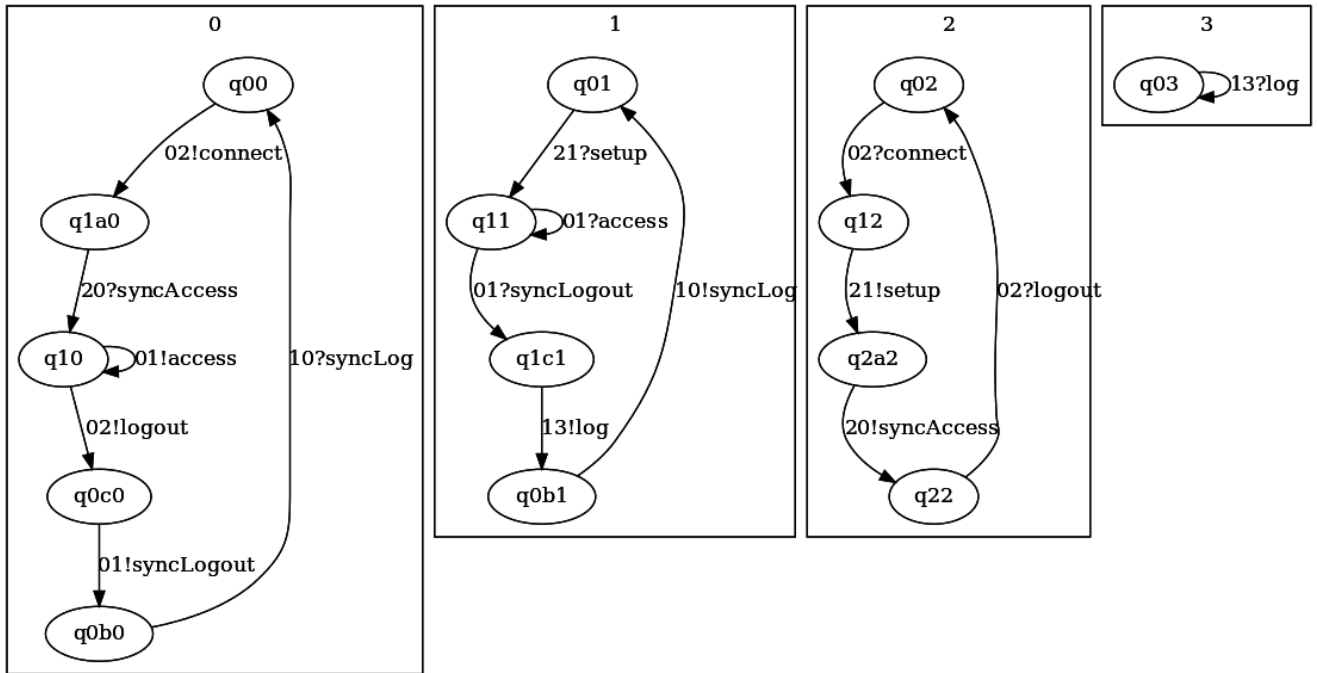 0
q00
02!connect
q1a0
20?syncAccess
q10
01!access
10?syncLog
02!logout
q0c0
01!syncLogout
q0b0
1
q01
21?setup
q11
01?access
01?syncLogout
10!syncLog
q1c1
13!log
q0b1
2
q02
02?connect
q12
21!setup
02?logout
q2a2
20!syncAccess
q22
3
q03
13?log